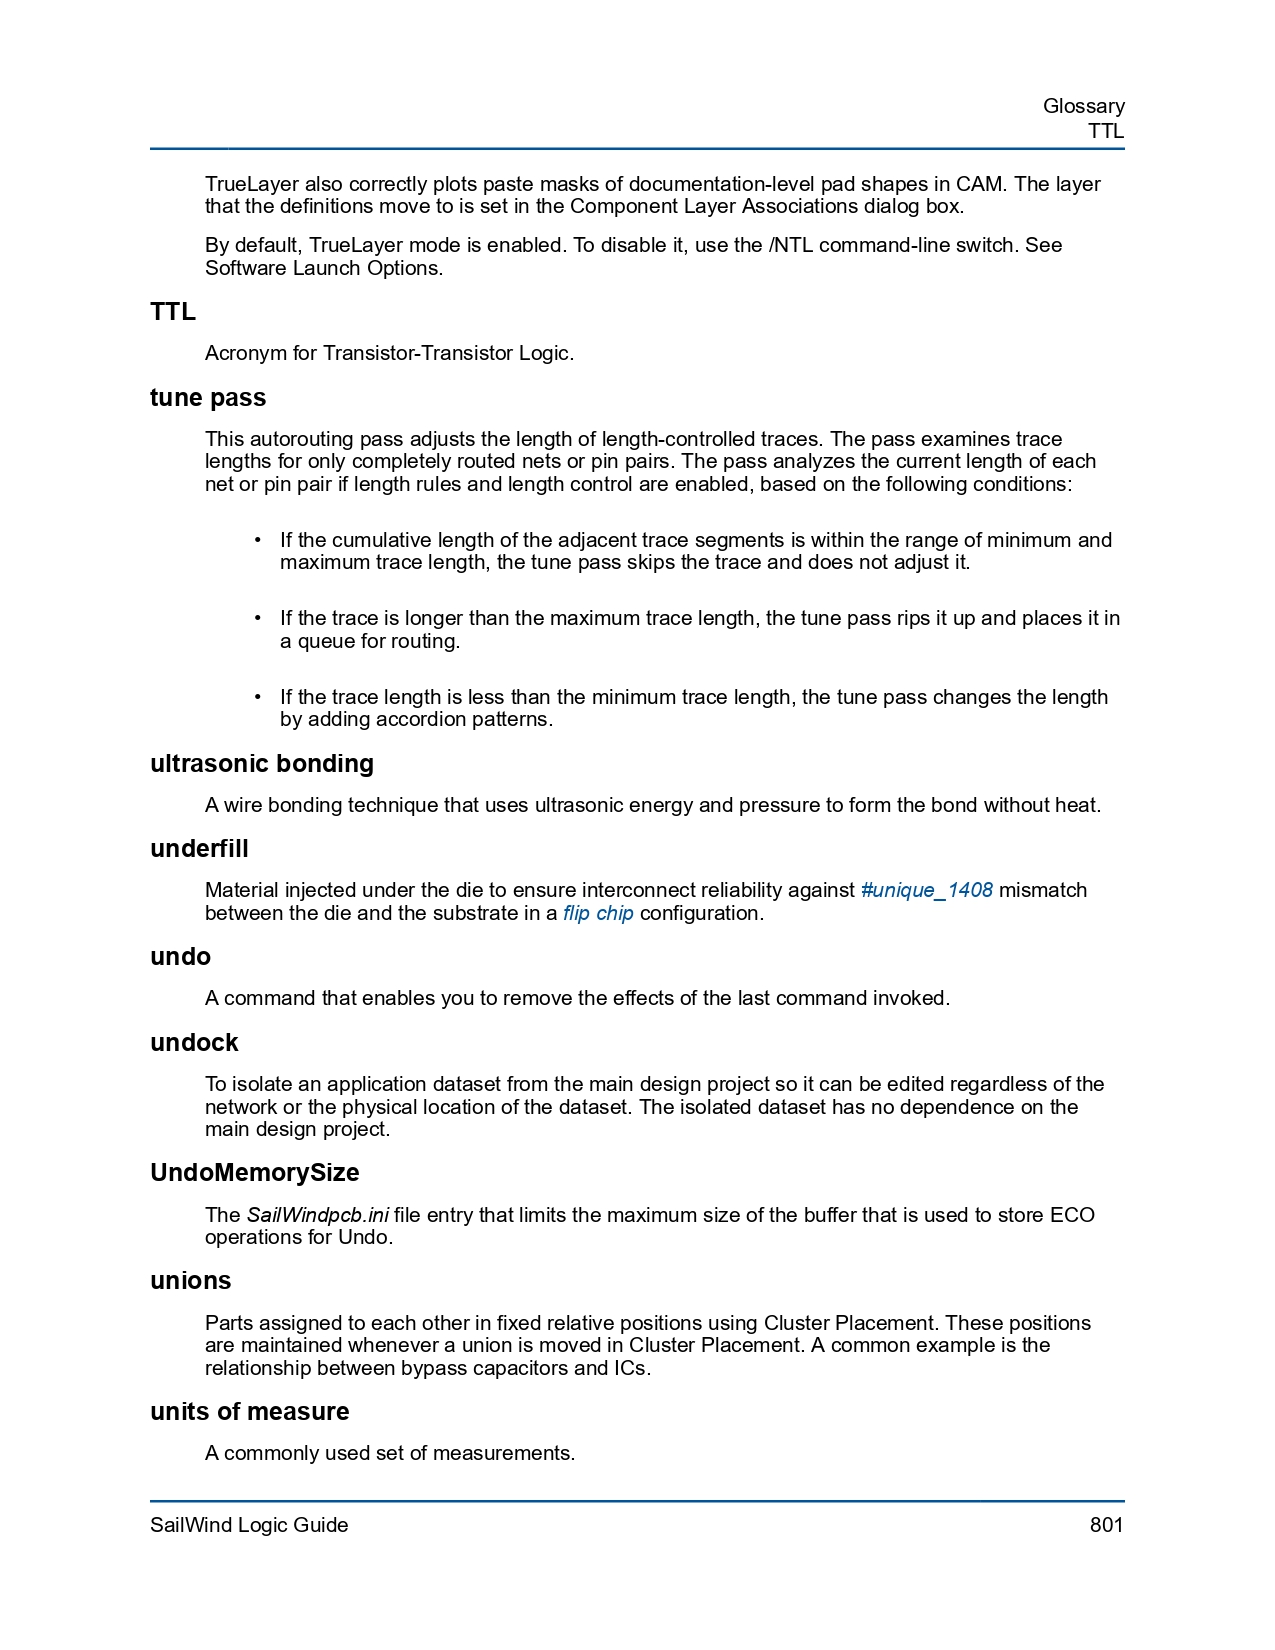 Glossary
TTL
TrueLayer also correctly plots paste masks of documentation-level pad shapes in CAM. The layer
that the definitions move to is set in the Component Layer Associations dialog box.
By default, TrueLayer mode is enabled. To disable it, use the /NTL command-line switch. See
Software Launch Options.
TTL
Acronym for Transistor-Transistor Logic.
tune pass
This autorouting pass adjusts the length of length-controlled traces. The pass examines trace
lengths for only completely routed nets or pin pairs. The pass analyzes the current length of each
net or pin pair if length rules and length control are enabled, based on the following conditions:
• If the cumulative length of the adjacent trace segments is within the range of minimum and
maximum trace length, the tune pass skips the trace and does not adjust it.
• If the trace is longer than the maximum trace length, the tune pass rips it up and places it in
a queue for routing.
• If the trace length is less than the minimum trace length, the tune pass changes the length
by adding accordion patterns.
ultrasonic bonding
A wire bonding technique that uses ultrasonic energy and pressure to form the bond without heat.
underfill
Material injected under the die to ensure interconnect reliability against #unique_1408 mismatch
between the die and the substrate in a flip chip configuration.
undo
A command that enables you to remove the effects of the last command invoked.
undock
To isolate an application dataset from the main design project so it can be edited regardless of the
network or the physical location of the dataset. The isolated dataset has no dependence on the
main design project.
UndoMemorySize
The SailWindpcb.ini file entry that limits the maximum size of the buffer that is used to store ECO
operations for Undo.
unions
Parts assigned to each other in fixed relative positions using Cluster Placement. These positions
are maintained whenever a union is moved in Cluster Placement. A common example is the
relationship between bypass capacitors and ICs.
units of measure
A commonly used set of measurements.
SailWind Logic Guide 801